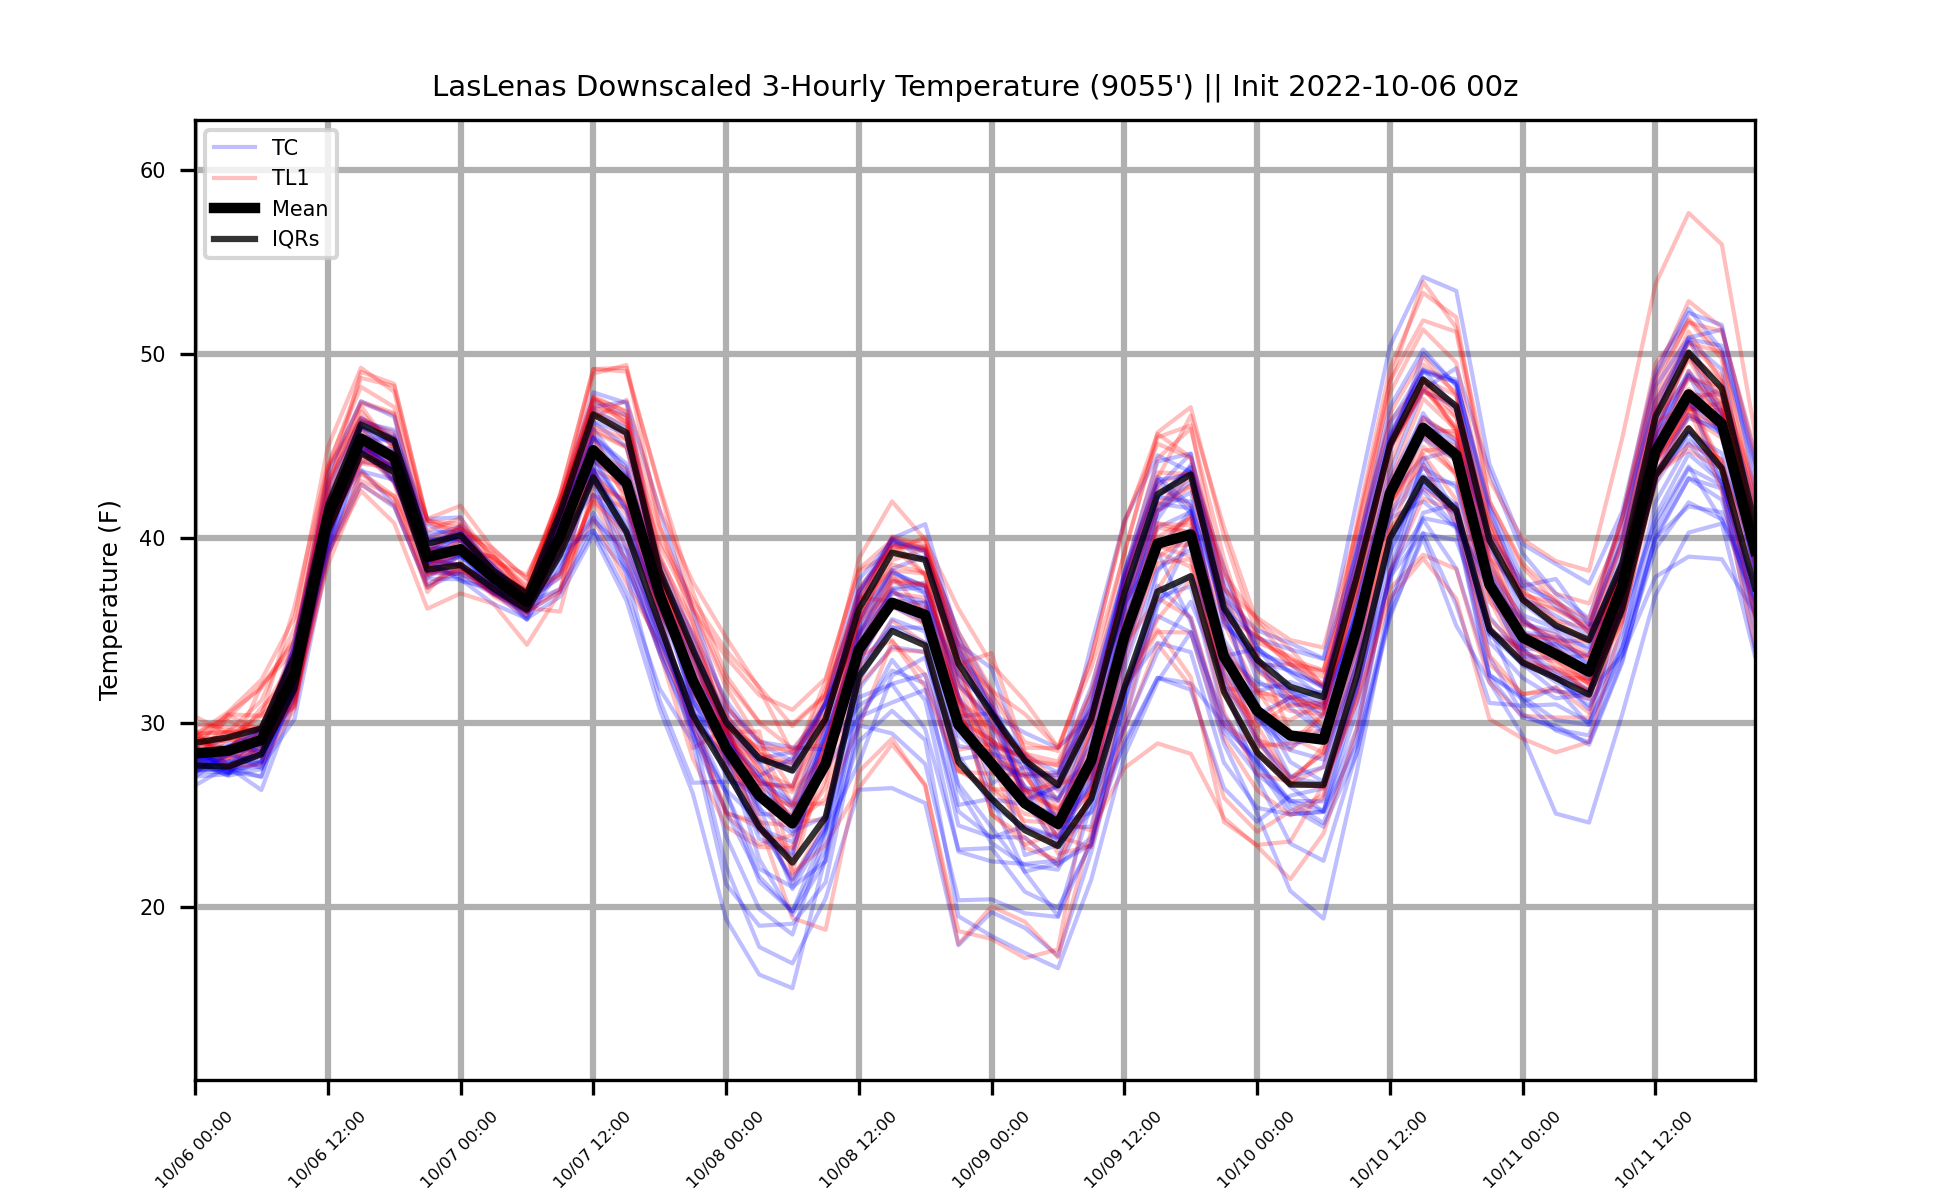 LasLenas Downscaled 3-Hourly Temperature (9055') || Init 2022-10-06 00z
TC
TL1
Mean
IQRs
Temperature (F)
60
50
40
30
20
10/06 00:00
10/06 12:00
10/07 00:00
10/07 12:00
10/08 00:00
10/08 12:00
10/09 00:00
10/09 12:00
10/10 00:00
10/10 12:00
10/11 00:00
10/11 12:00